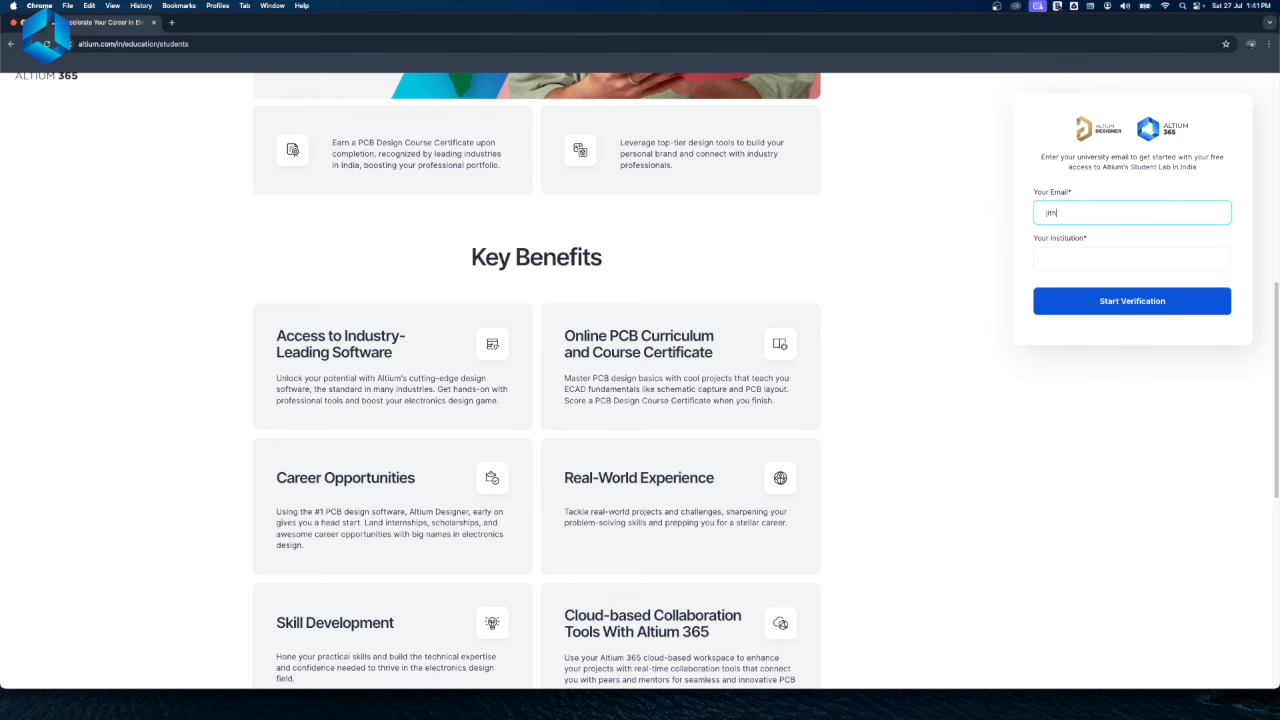 Chrome File Edit View History Bookmarks Profiles Tab Window Help
Sat 27 Jul 1:41 PM
celerate Your Career in Ele
altium.com/in/education/students
ALTIUM 365
Earn a PCB Design Course Certificate upon
completion, recognized by leading industries
in India, boosting your professional portfolio.
Leverage top-tier design tools to build your
personal brand and connect with industry
professionals.
Key Benefits
Access to Industry-
Leading Software
Unlock your potential with Altium's cutting-edge design
software, the standard in many industries. Get hands-on with
professional tools and boost your electronics design game.
Online PCB Curriculum
and Course Certificate
Master PCB design basics with cool projects that teach you
ECAD fundamentals like schematic capture and PCB layout.
Score a PCB Design Course Certificate when you finish.
Career Opportunities
Using the #1 PCB design software, Altium Designer, early on
gives you a head start. Land internships, scholarships, and
awesome career opportunities with big names in electronics
design.
Real-World Experience
Tackle real-world projects and challenges, sharpening your
problem-solving skills and prepping you for a stellar career.
Skill Development
Hone your practical skills and build the technical expertise
and confidence needed to thrive in the electronics design
field.
Cloud-based Collaboration
Tools With Altium 365
Use your Altium 365 cloud-based workspace to enhance
your projects with real-time collaboration tools that connect
you with peers and mentors for seamless and innovative PCB
ALTIUM
DESIGNER
ALTIUM
365
Enter your university email to get started with your free
access to Altium's Student Lab in India
Your Email*
jith
Your Institution*
Start Verification